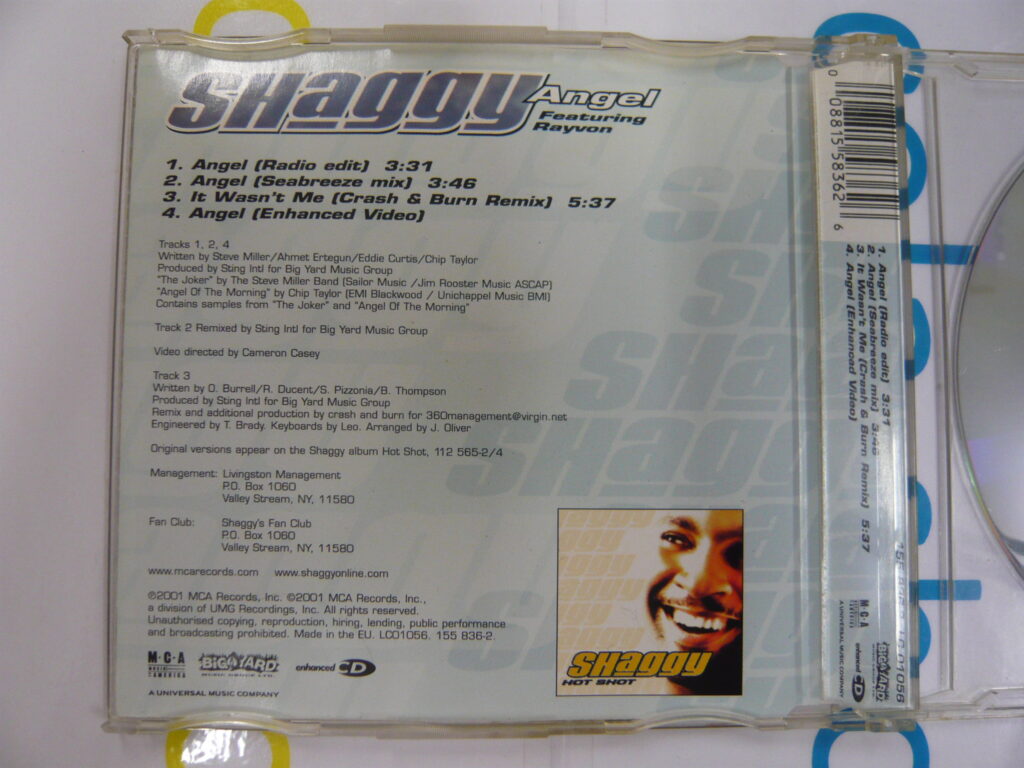 Shaggy Angel
Featuring
Rayvon
1. Angel (Radio edit) 3:31
2. Angel (Seabreeze mix) 3:46
3. It Wasn't Me (Crash & Burn Remix) 5:37
4. Angel (Enhanced Video)
Tracks 1, 2, 4
Written by Steve Miller/Ahmet Ertegun/Eddie Curtis/Chip Taylor
Produced by Sting Intl for Big Yard Music Group
"The Joker" by The Steve Miller Band (Sailor Music /Jim Rooster Music ASCAP)
"Angel Of The Morning" by Chip Taylor (EMI Blackwood / Unichappel Music BMI)
Contains samples from "The Joker" and "Angel Of The Morning"
Track 2 Remixed by Sting Intl for Big Yard Music Group
Video directed by Cameron Casey
Track 3
Written by O. Burrell/R. Ducent/S. Pizzonia/B. Thompson
Produced by Sting Intl for Big Yard Music Group
Remix and additional production by crash and burn for 360management@virgin.net
Engineered by T. Brady. Keyboards by Leo. Arranged by J. Oliver
Original versions appear on the Shaggy album Hot Shot, 112 565-2/4
Management: Livingston Management
P.O. Box 1060
Valley Stream, NY, 11580
Fan Club: Shaggy's Fan Club
P.O. Box 1060
Valley Stream, NY, 11580
www.mcarecords.com www.shaggyonline.com
℗2001 MCA Records, Inc. ©2001 MCA Records, Inc.,
a division of UMG Recordings, Inc. All rights reserved.
Unauthorised copying, reproduction, hiring, lending, public performance
and broadcasting prohibited. Made in the EU. LC01056. 155 836-2.
M·C·A
MUSIC
AMERICA
BIGYARD
MUSIC GROUP LTD.
enhanced CD
A UNIVERSAL MUSIC COMPANY
Shaggy
HOT SHOT
0 08815 58362 6
1. Angel (Radio edit) 3:31
2. Angel (Seabreeze mix) 3:46
3. It Wasn't Me (Crash & Burn Remix) 5:37
4. Angel (Enhanced Video)
M·C·A
A UNIVERSAL MUSIC COMPANY
BIGYARD
enhanced CD